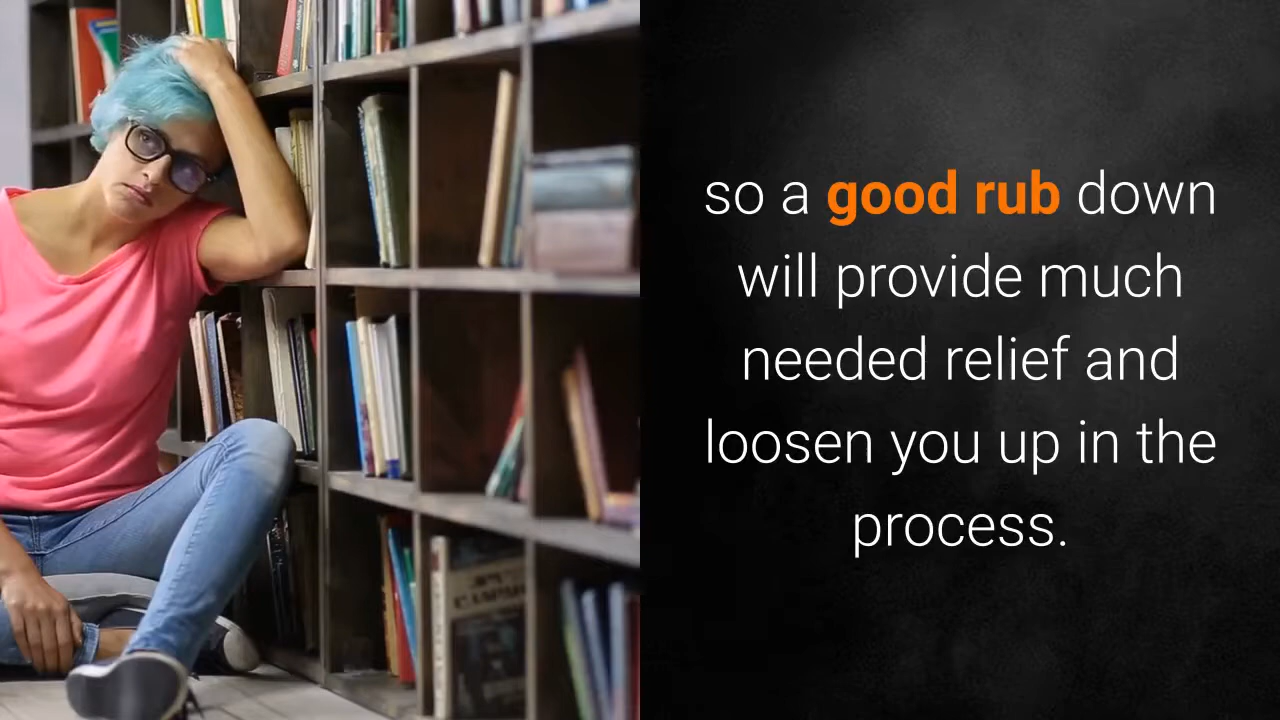 so a good rub down
will provide much
needed relief and
loosen you up in the
process.